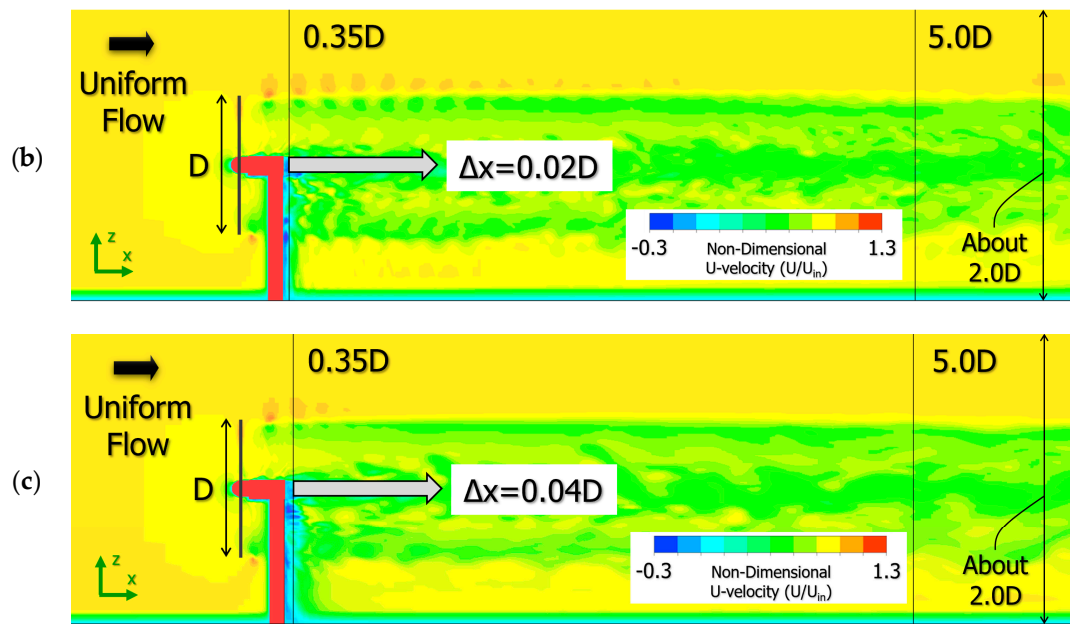 (b)
Uniform
Flow
0.35D
5.0D
D
Δx=0.02D
z
x
-0.3
Non-Dimensional
U-velocity (U/Uin)
1.3
About
2.0D
(c)
Uniform
Flow
0.35D
5.0D
D
Δx=0.04D
z
x
-0.3
Non-Dimensional
U-velocity (U/Uin)
1.3
About
2.0D